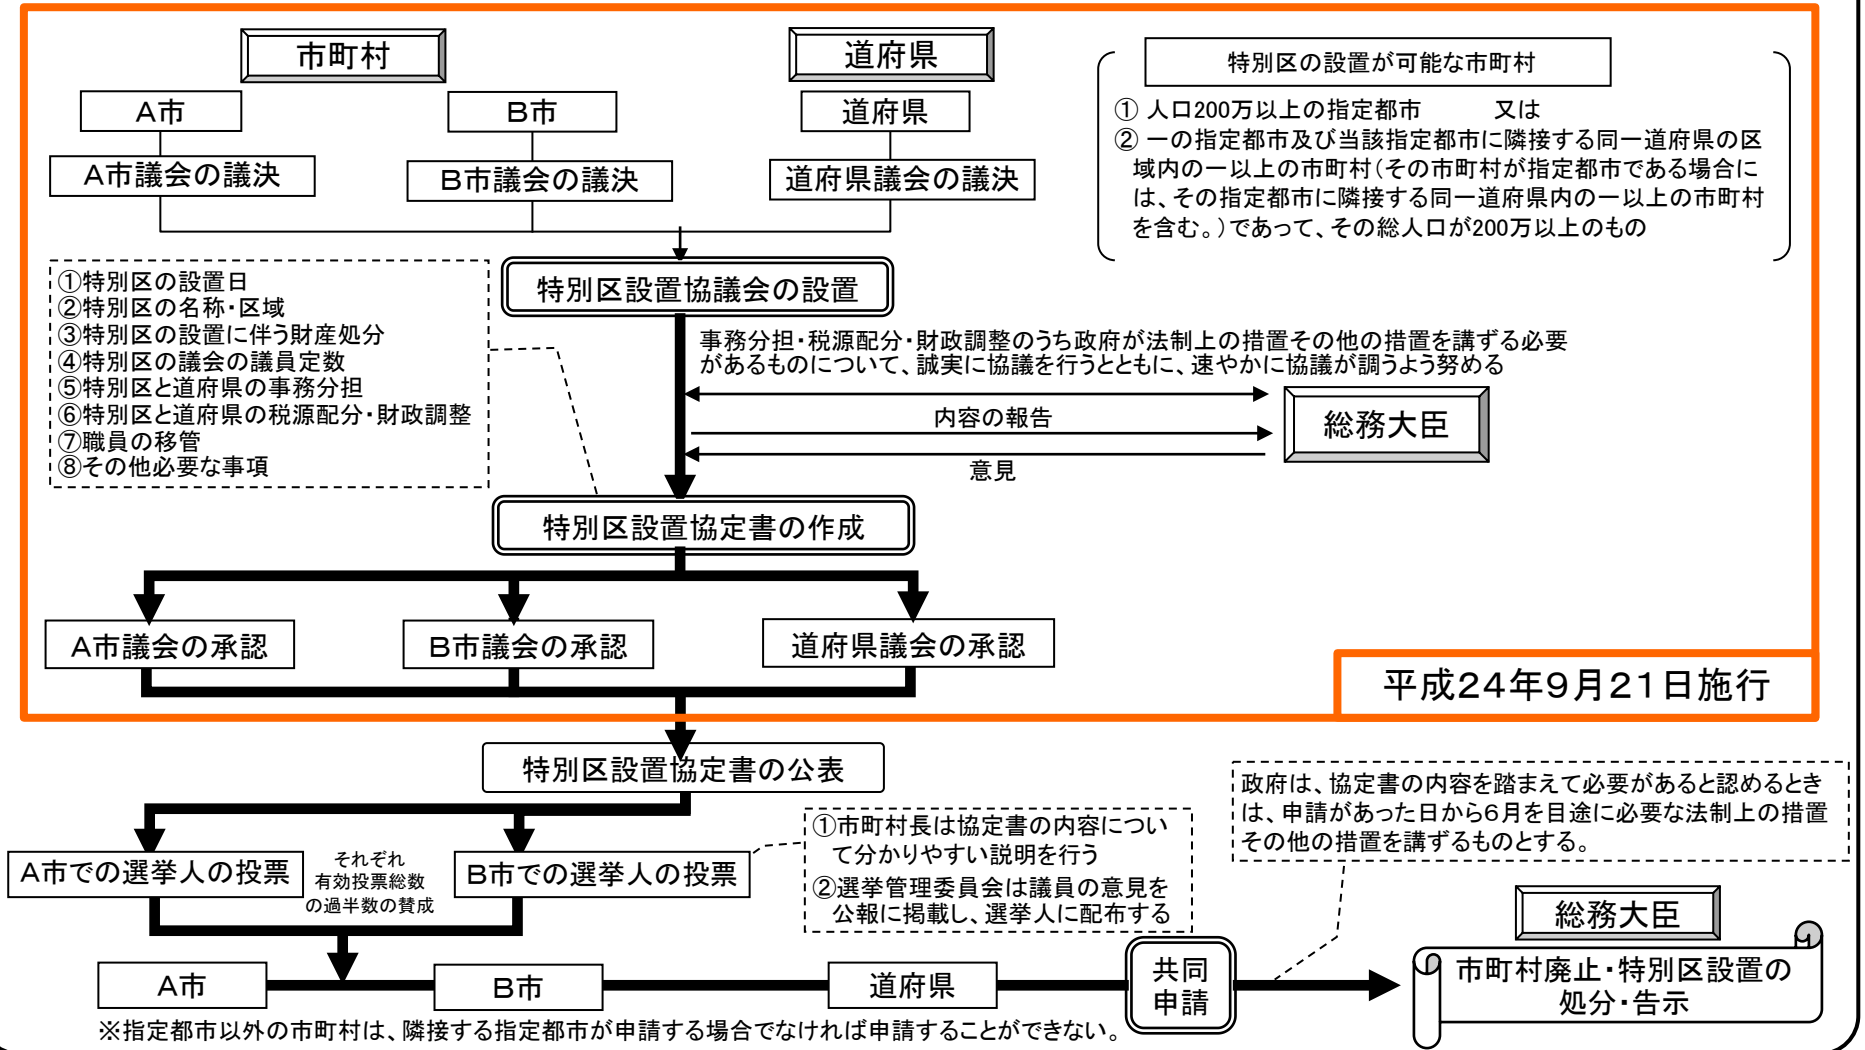 市町村
道府県
特別区の設置が可能な市町村
A市
B市
道府県
① 人口200万以上の指定都市　　又は
② 一の指定都市及び当該指定都市に隣接する同一道府県の区
域内の一以上の市町村(その市町村が指定都市である場合に
は、その指定都市に隣接する同一道府県内の一以上の市町村
を含む。)であって、その総人口が200万以上のもの
A市議会の議決
B市議会の議決
道府県議会の議決
特別区設置協議会の設置
①特別区の設置日
②特別区の名称・区域
③特別区の設置に伴う財産処分
④特別区の議会の議員定数
⑤特別区と道府県の事務分担
⑥特別区と道府県の税源配分・財政調整
⑦職員の移管
⑧その他必要な事項
事務分担・税源配分・財政調整のうち政府が法制上の措置その他の措置を講ずる必要
があるものについて、誠実に協議を行うとともに、速やかに協議が調うよう努める
内容の報告
意見
総務大臣
特別区設置協定書の作成
A市議会の承認
B市議会の承認
道府県議会の承認
平成24年9月21日施行
特別区設置協定書の公表
A市での選挙人の投票
それぞれ
有効投票総数
の過半数の賛成
B市での選挙人の投票
①市町村長は協定書の内容につい
て分かりやすい説明を行う
②選挙管理委員会は議員の意見を
公報に掲載し、選挙人に配布する
政府は、協定書の内容を踏まえて必要があると認めるとき
は、申請があった日から6月を目途に必要な法制上の措置
その他の措置を講ずるものとする。
総務大臣
A市
B市
道府県
共同
申請
市町村廃止・特別区設置の
処分・告示
※指定都市以外の市町村は、隣接する指定都市が申請する場合でなければ申請することができない。